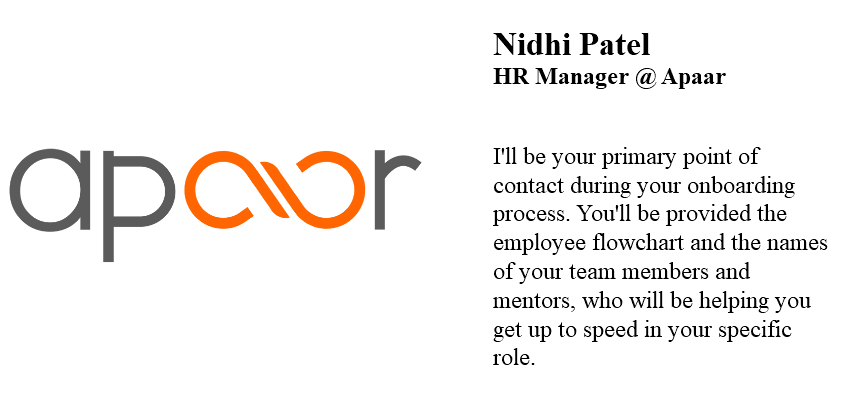 apaar
Nidhi Patel
HR Manager @ Apaar
I'll be your primary point of
contact during your onboarding
process. You'll be provided the
employee flowchart and the names
of your team members and
mentors, who will be helping you
get up to speed in your specific
role.